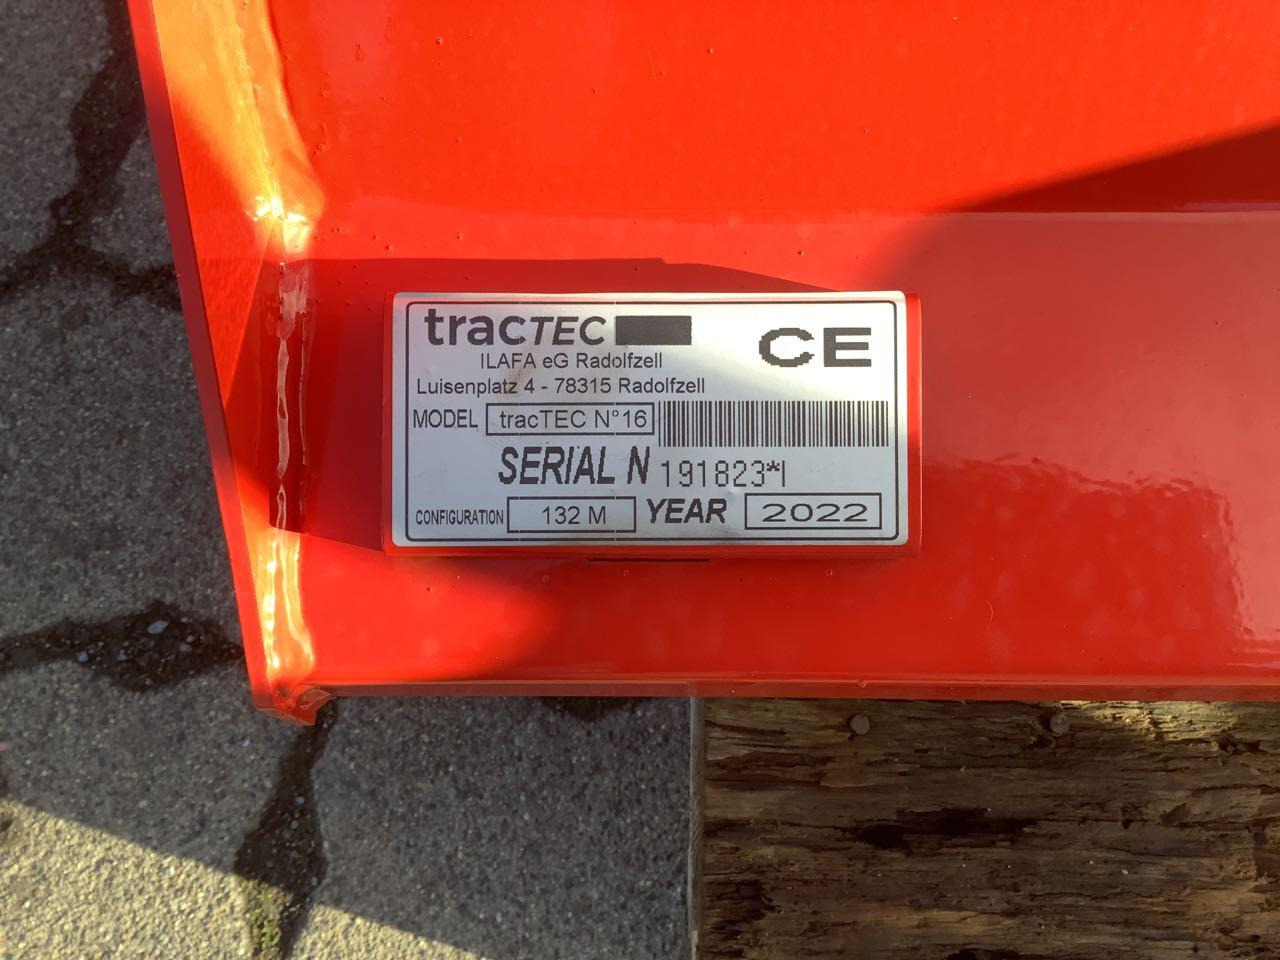 tracTEC
CE
ILAFA eG Radolfzell
Luisenplatz 4 - 78315 Radolfzell
MODEL tracTEC N°16
SERIAL N 191823*I
CONFIGURATION 132 M YEAR 2022